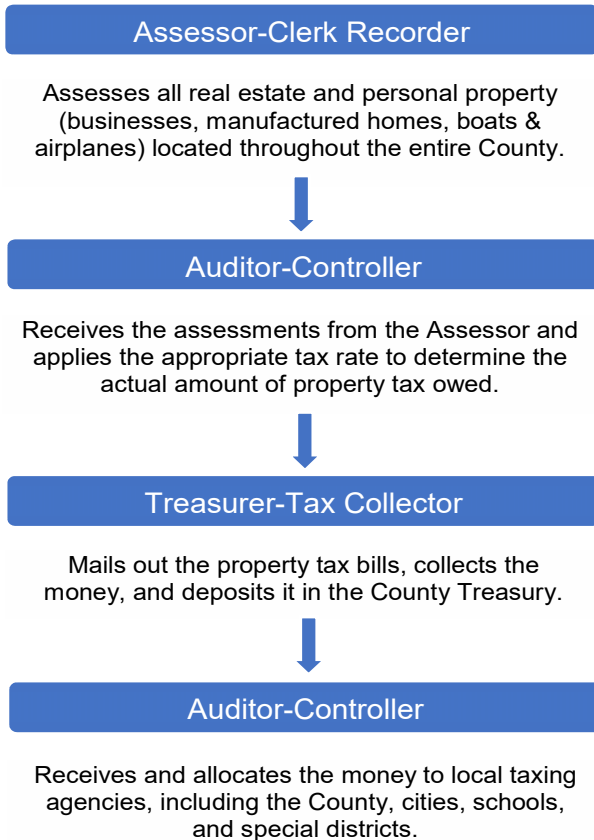 Assessor-Clerk Recorder
Assesses all real estate and personal property
(businesses, manufactured homes, boats &
airplanes) located throughout the entire County.
Auditor-Controller
Receives the assessments from the Assessor and
applies the appropriate tax rate to determine the
actual amount of property tax owed.
Treasurer-Tax Collector
Mails out the property tax bills, collects the
money, and deposits it in the County Treasury.
Auditor-Controller
Receives and allocates the money to local taxing
agencies, including the County, cities, schools,
and special districts.